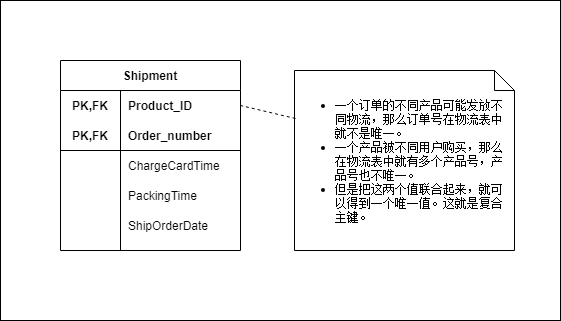 Shipment
PK,FK Product_ID
PK,FK Order_number
ChargeCardTime
PackingTime
ShipOrderDate
• 一个订单的不同产品可能发放不
同物流，那么订单号在物流表中
就不是唯一。
• 一个产品被不同用户购买，那么
在物流表中就有多个产品号，产
品号也不唯一。
• 但是把这两个值联合起来，就可
以得到一个唯一值。这就是复合
主键。